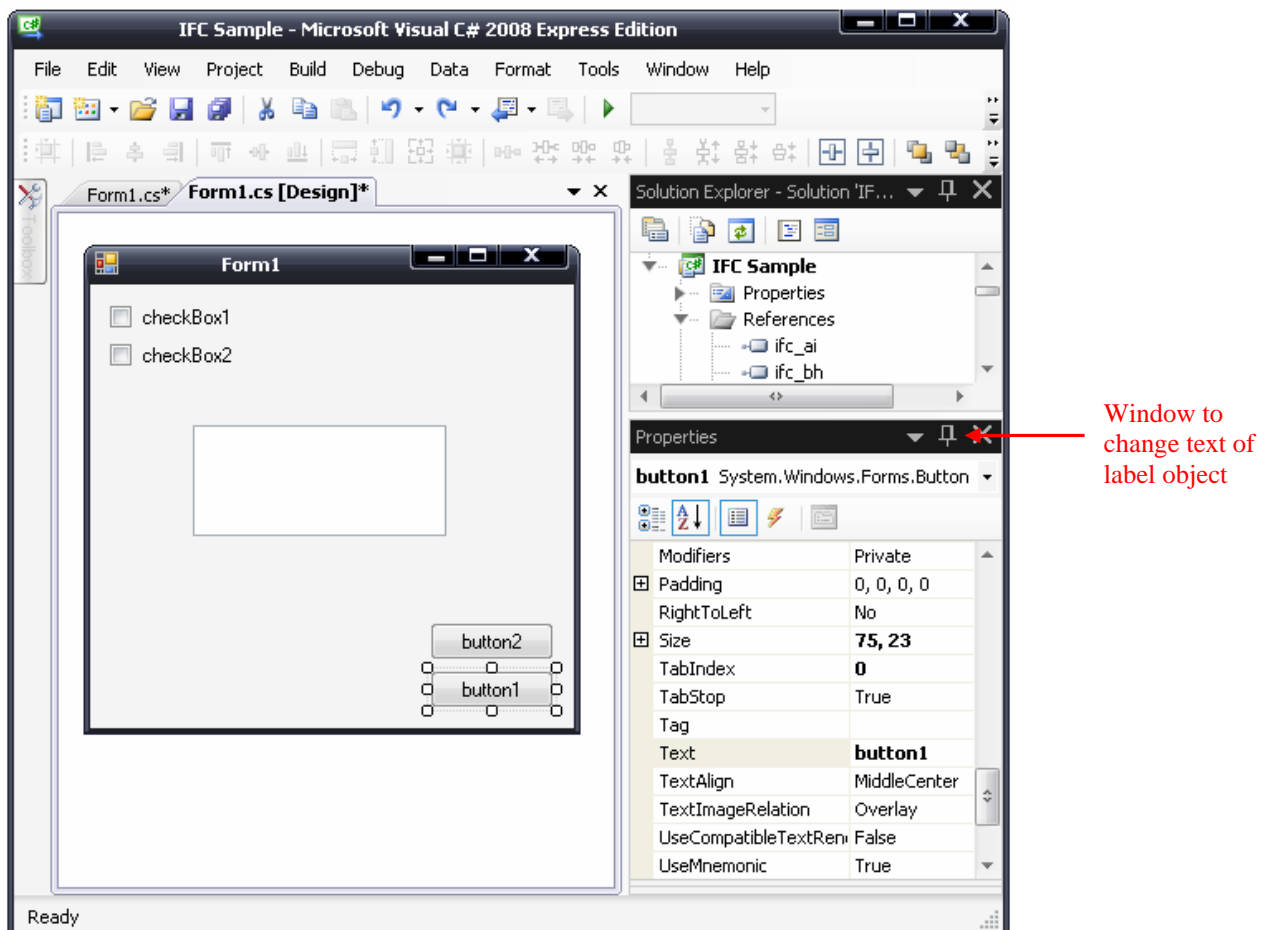 IFC Sample - Microsoft Visual C# 2008 Express Edition
File Edit View Project Build Debug Data Format Tools Window Help
Toolbox
Form1.cs* Form1.cs [Design]*
Form1
checkBox1
checkBox2
button2
button1
Solution Explorer - Solution 'IF...
IFC Sample
Properties
References
ifc_ai
ifc_bh
Properties
button1 System.Windows.Forms.Button
Modifiers Private
Padding 0, 0, 0, 0
RightToLeft No
Size 75, 23
TabIndex 0
TabStop True
Tag
Text button1
TextAlign MiddleCenter
TextImageRelation Overlay
UseCompatibleTextRen False
UseMnemonic True
Ready
Window to
change text of
label object